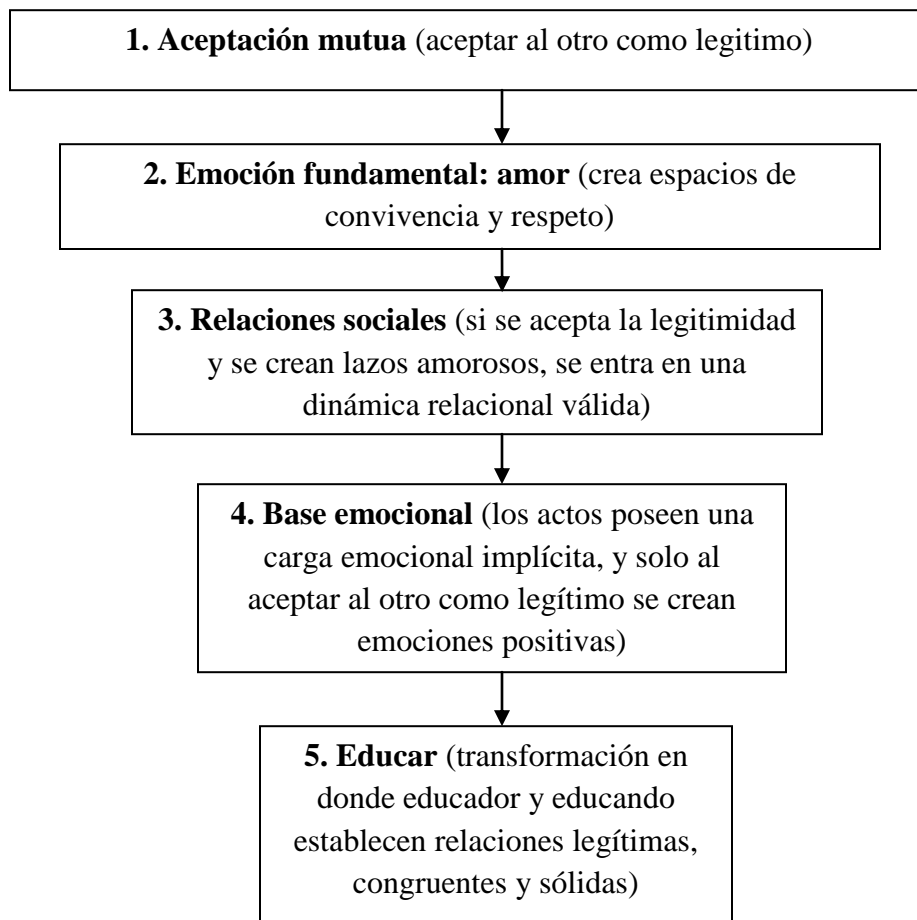 1. Aceptación mutua (aceptar al otro como legitimo)
2. Emoción fundamental: amor (crea espacios de
convivencia y respeto)
3. Relaciones sociales (si se acepta la legitimidad
y se crean lazos amorosos, se entra en una
dinámica relacional válida)
4. Base emocional (los actos poseen una
carga emocional implícita, y solo al
aceptar al otro como legítimo se crean
emociones positivas)
5. Educar (transformación en
donde educador y educando
establecen relaciones legítimas,
congruentes y sólidas)